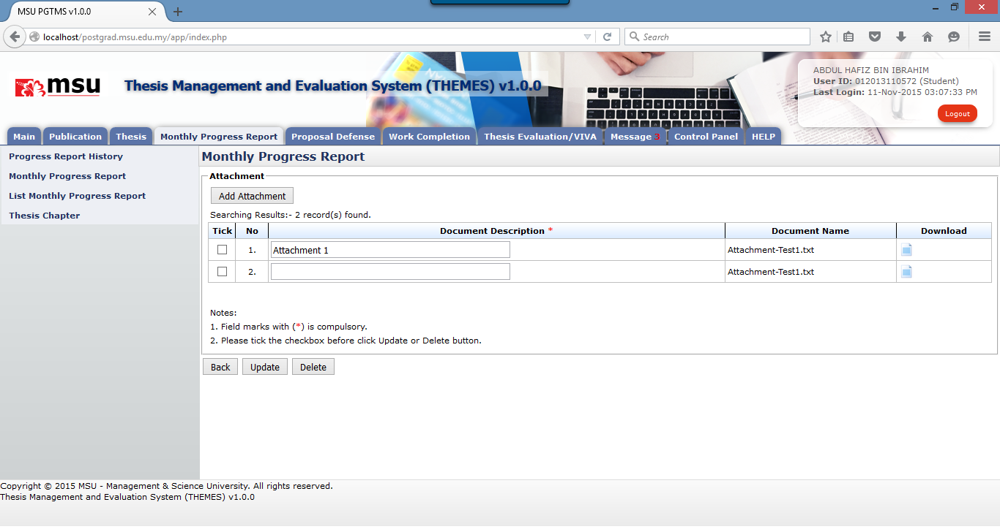 MSU PGTMS v1.0.0
localhost/postgrad.msu.edu.my/app/index.php
Search
msu
Thesis Management and Evaluation System (THEMES) v1.0.0
ABDUL HAFIZ BIN IBRAHIM
User ID: 012013110572 (Student)
Last Login: 11-Nov-2015 03:07:33 PM
Logout
Main Publication Thesis Monthly Progress Report Proposal Defense Work Completion Thesis Evaluation/VIVA Message 3 Control Panel HELP
Progress Report History
Monthly Progress Report
List Monthly Progress Report
Thesis Chapter
Monthly Progress Report
Attachment
Add Attachment
Searching Results:- 2 record(s) found.
Tick No Document Description * Document Name Download
1. Attachment 1 Attachment-Test1.txt
2. Attachment-Test1.txt
Notes:
1. Field marks with (*) is compulsory.
2. Please tick the checkbox before click Update or Delete button.
Back Update Delete
Copyright © 2015 MSU - Management & Science University. All rights reserved.
Thesis Management and Evaluation System (THEMES) v1.0.0